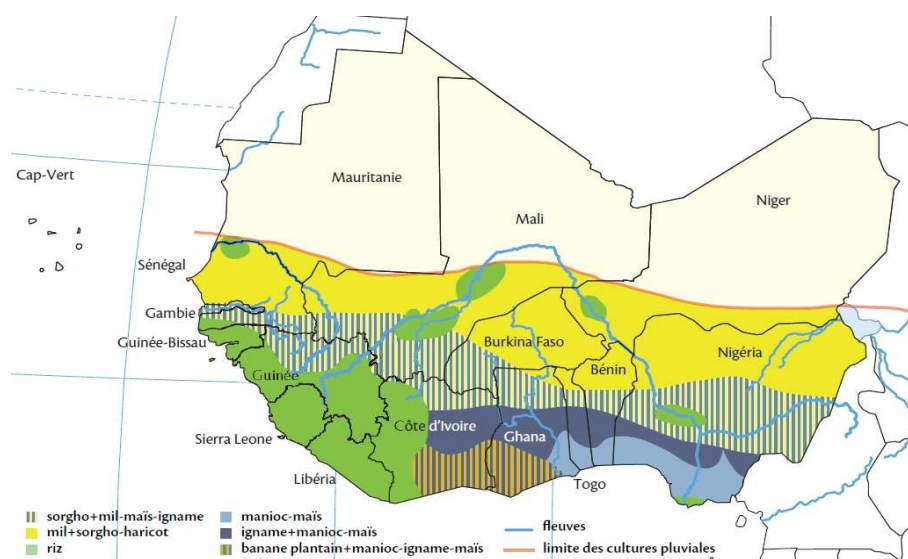 Mauritanie
Cap-Vert
Mali
Niger
Sénégal
Gambie
Guinée-Bissau
Burkina Faso
Nigéria
Bénin
Guinée
Côte d'Ivoire
Ghana
Sierra Leone
Libéria
Togo
sorgho+mil-maïs-igname
mil+sorgho-haricot
riz
manioc-maïs
igname+manioc-maïs
banane plantain+manioc-igname-maïs
fleuves
limite des cultures pluviales